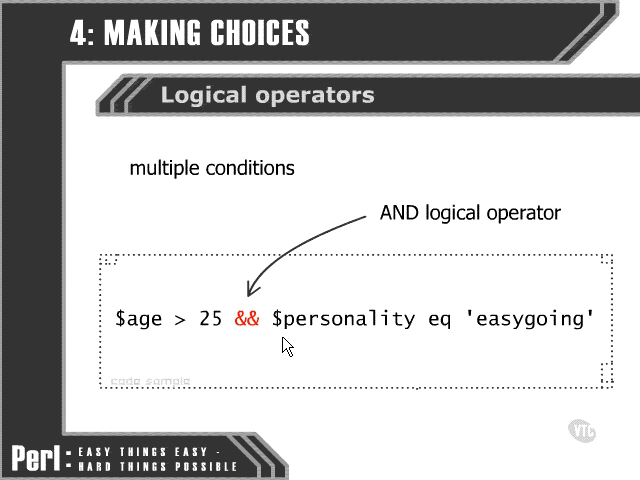 4: MAKING CHOICES
Logical operators
multiple conditions
AND logical operator
$age > 25 && $personality eq 'easygoing'
code sample
VTC
Perl: EASY THINGS EASY -
HARD THINGS POSSIBLE